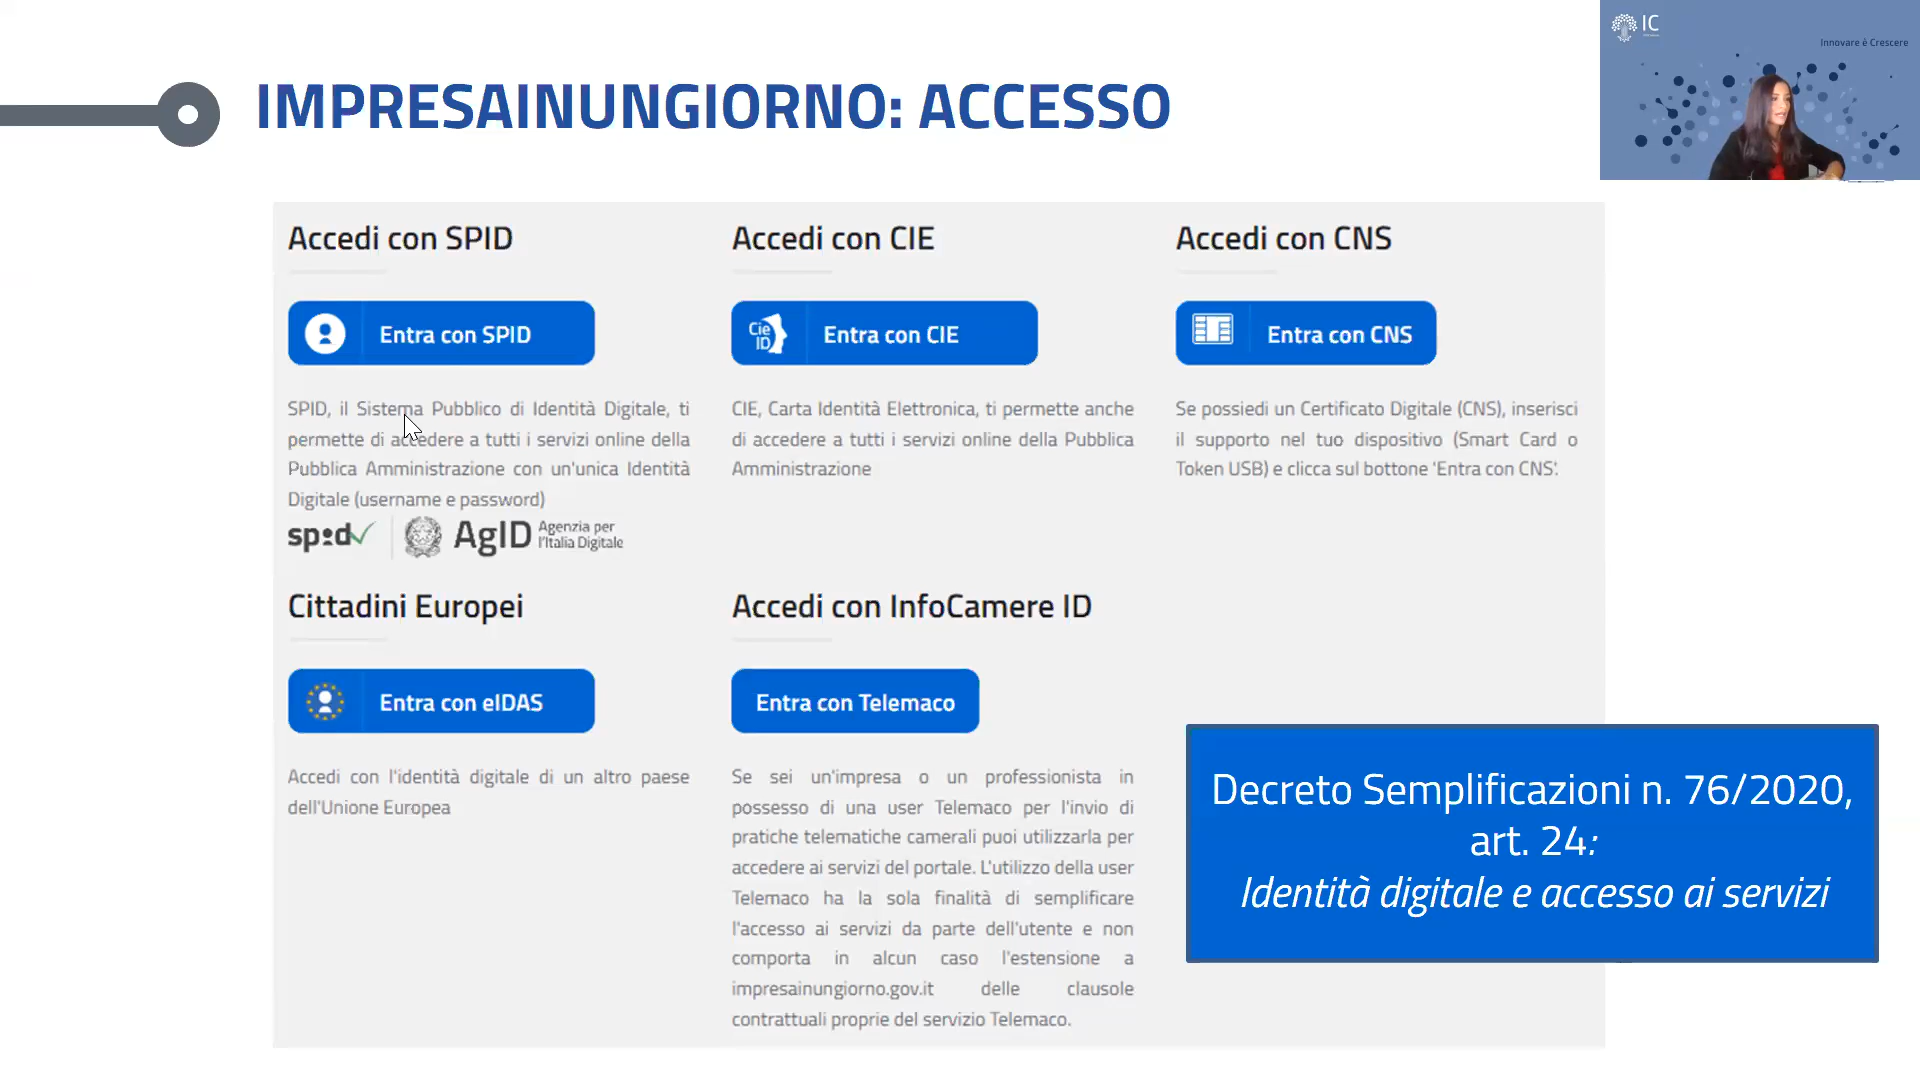 IMPRESAINUNGIORNO: ACCESSO
IC
Innovare è Crescere
Accedi con SPID
Entra con SPID
SPID, il Sistema Pubblico di Identità Digitale, ti
permette di accedere a tutti i servizi online della
Pubblica Amministrazione con un'unica Identità
Digitale (username e password)
spid
AgID
Agenzia per
l'Italia Digitale
Accedi con CIE
Cie
ID
Entra con CIE
CIE, Carta Identità Elettronica, ti permette anche
di accedere a tutti i servizi online della Pubblica
Amministrazione
Accedi con CNS
Entra con CNS
Se possiedi un Certificato Digitale (CNS), inserisci
il supporto nel tuo dispositivo (Smart Card o
Token USB) e clicca sul bottone 'Entra con CNS'.
Cittadini Europei
Entra con eIDAS
Accedi con l'identità digitale di un altro paese
dell'Unione Europea
Accedi con InfoCamere ID
Entra con Telemaco
Se sei un'impresa o un professionista in
possesso di una user Telemaco per l'invio di
pratiche telematiche camerali puoi utilizzarla per
accedere ai servizi del portale. L'utilizzo della user
Telemaco ha la sola finalità di semplificare
l'accesso ai servizi da parte dell'utente e non
comporta in alcun caso l'estensione a
impresainungiorno.gov.it delle clausole
contrattuali proprie del servizio Telemaco.
Decreto Semplificazioni n. 76/2020,
art. 24:
Identità digitale e accesso ai servizi